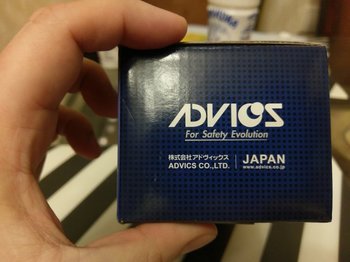 ADVICS
For Safety Evolution
株式会社アドヴィックス
ADVICS CO.,LTD.
JAPAN
www.advics.co.jp